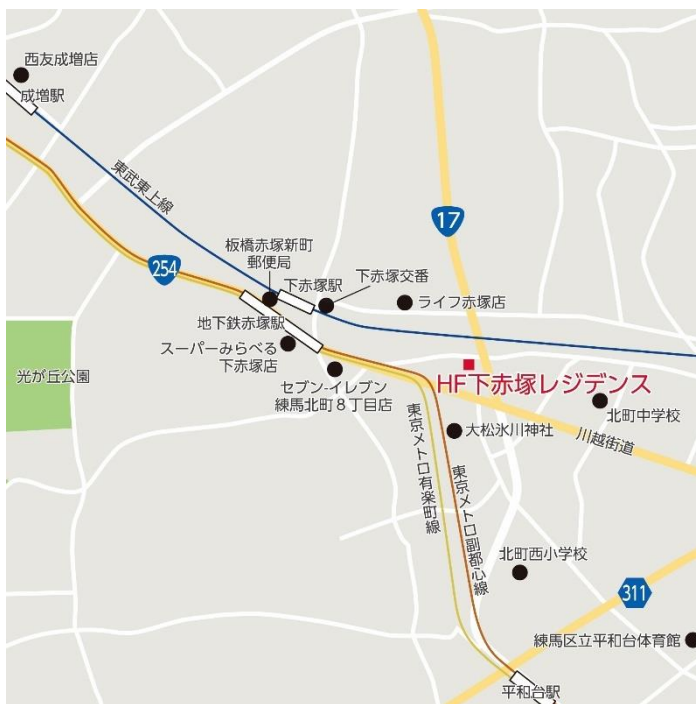 西友成増店
成増駅
東武東上線
17
板橋赤塚新町
郵便局
254
下赤塚駅
下赤塚交番
ライフ赤塚店
地下鉄赤塚駅
スーパーみらべる
下赤塚店
光が丘公園
セブン-イレブン
練馬北町8丁目店
HF下赤塚レジデンス
北町中学校
大松氷川神社
川越街道
東京メトロ有楽町線
東京メトロ副都心線
北町西小学校
311
練馬区立平和台体育館
平和台駅